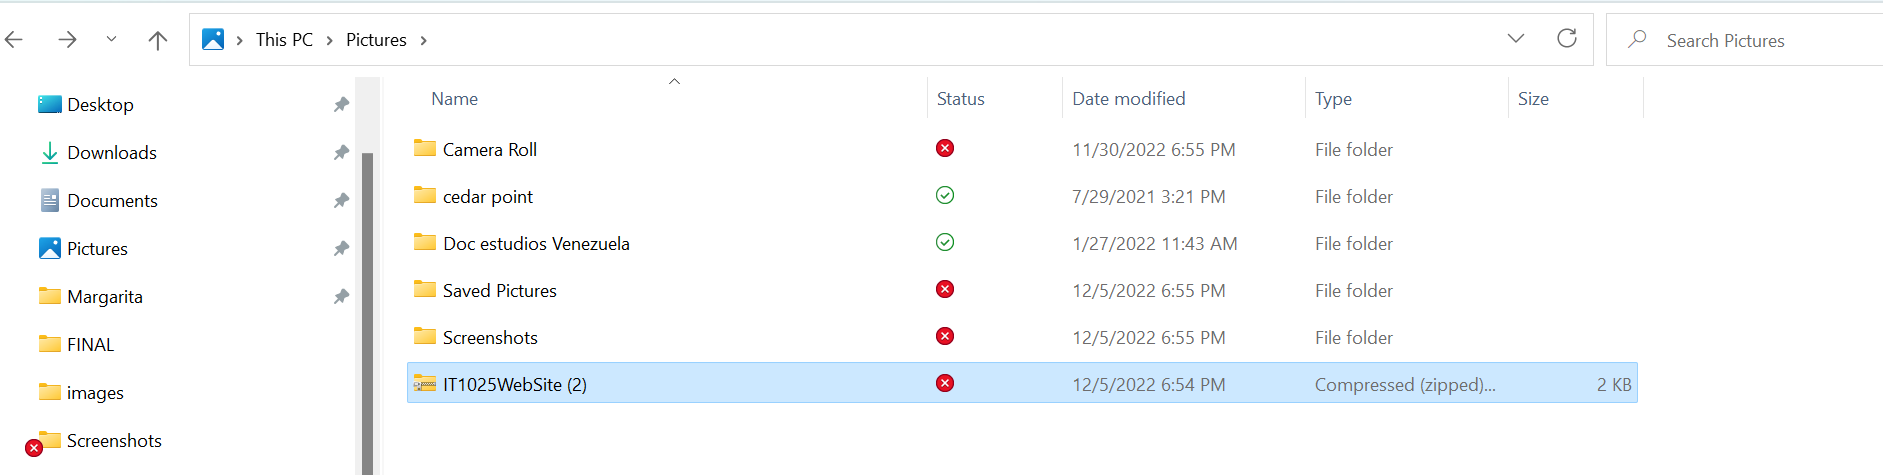 This PC Pictures
Search Pictures
Desktop
Downloads
Documents
Pictures
Margarita
FINAL
images
Screenshots
Name Status Date modified Type Size
Camera Roll 11/30/2022 6:55 PM File folder
cedar point 7/29/2021 3:21 PM File folder
Doc estudios Venezuela 1/27/2022 11:43 AM File folder
Saved Pictures 12/5/2022 6:55 PM File folder
Screenshots 12/5/2022 6:55 PM File folder
IT1025WebSite (2) 12/5/2022 6:54 PM Compressed (zipped)... 2 KB